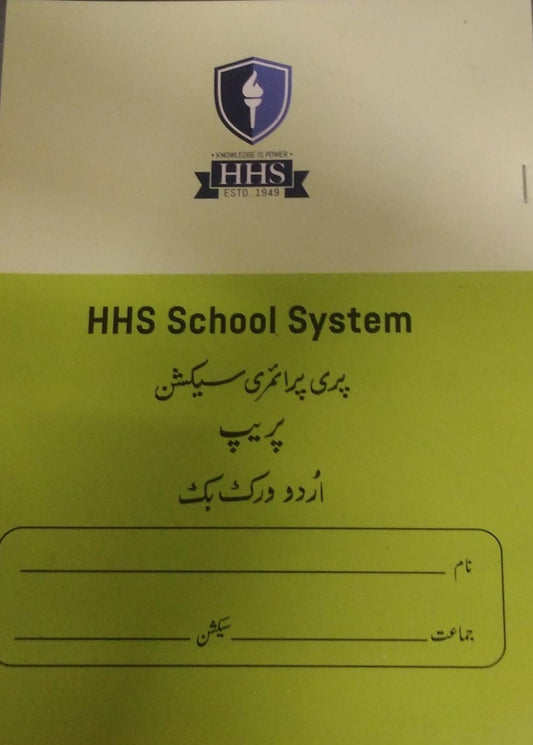 • KNOWLEDGE IS POWER •
HHS
ESTD. 1949
HHS School System
پری پرائمری سیکشن
پریپ
اُردو ورک بک
نام
جماعت سیکشن